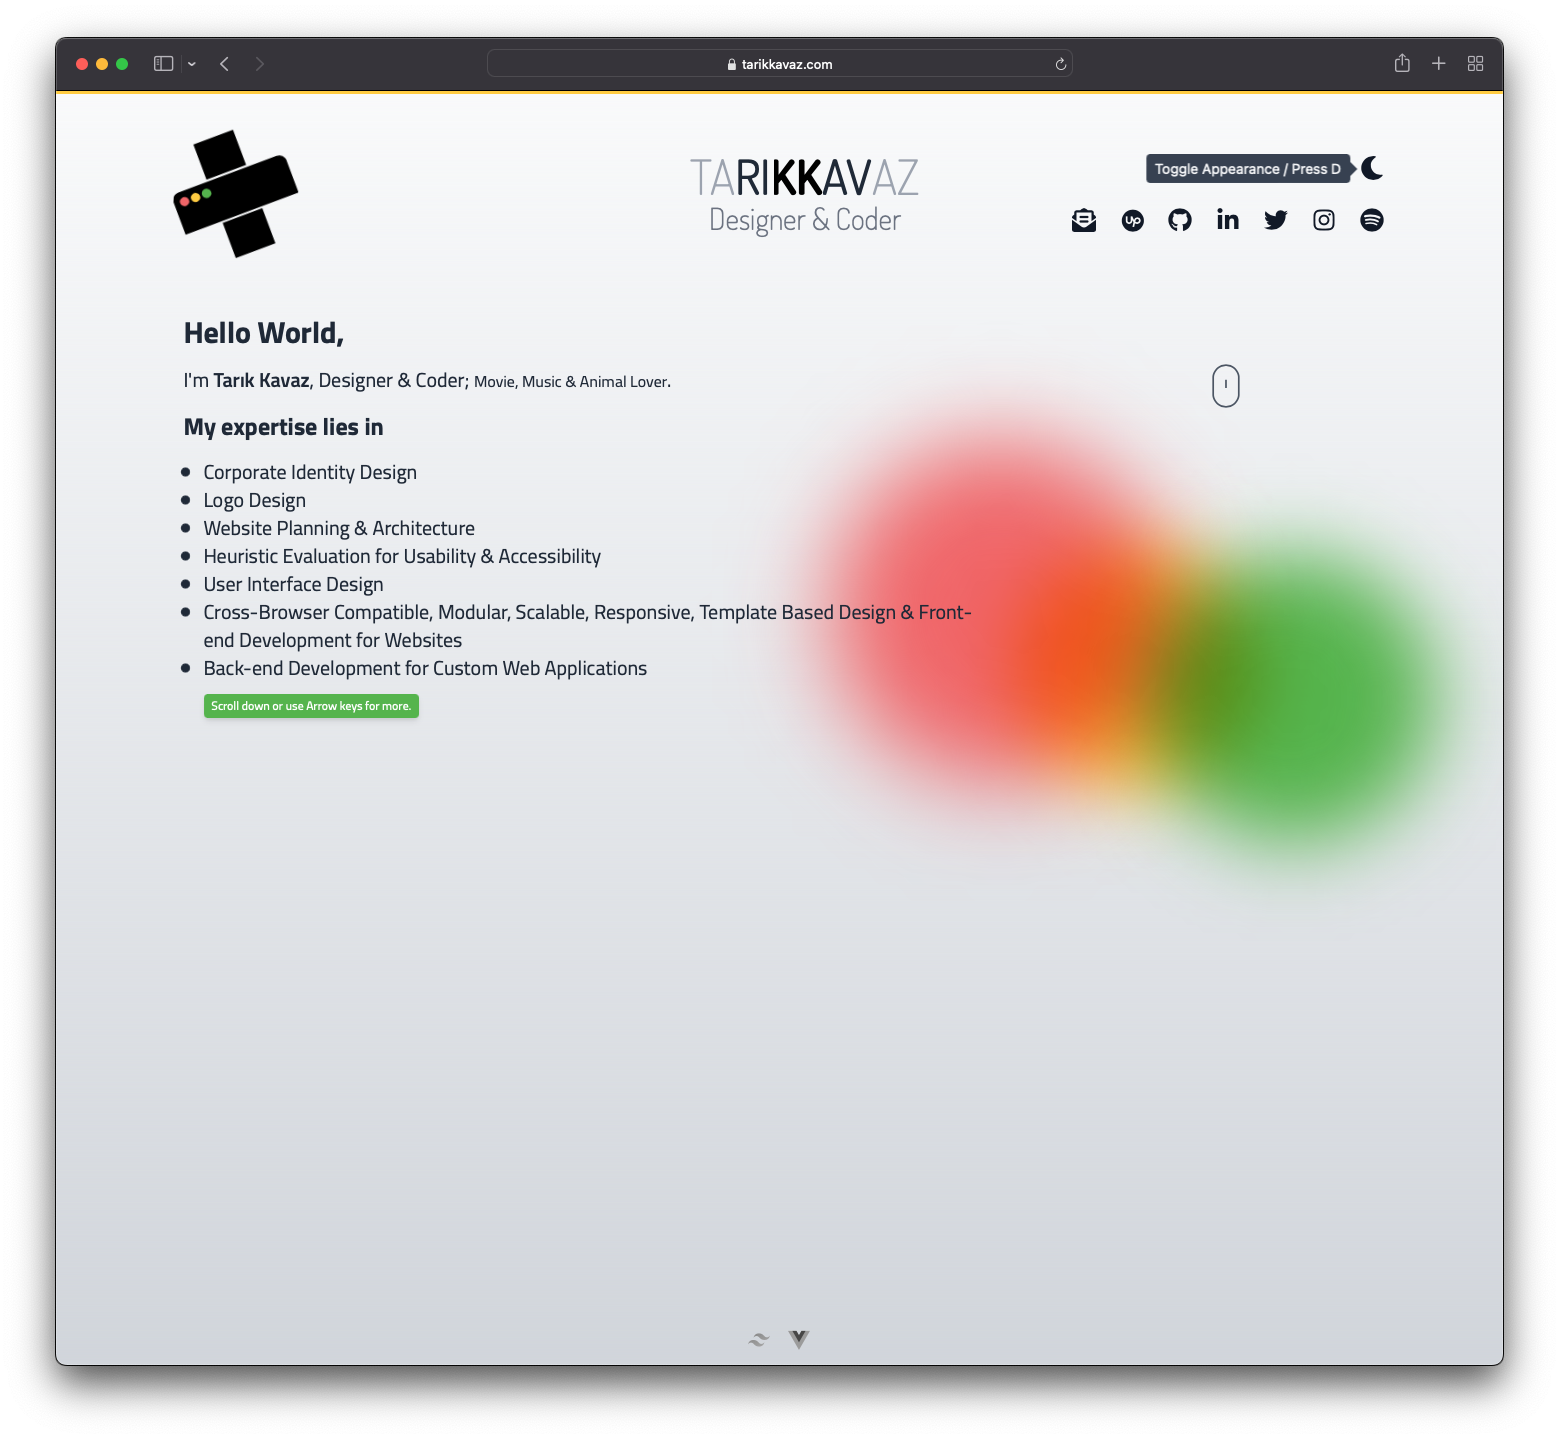 tarikkavaz.com
TARIKKAVAZ
Designer & Coder
Toggle Appearance / Press D
Up
in
Hello World,
I'm Tarık Kavaz, Designer & Coder; Movie, Music & Animal Lover.
My expertise lies in
Corporate Identity Design
Logo Design
Website Planning & Architecture
Heuristic Evaluation for Usability & Accessibility
User Interface Design
Cross-Browser Compatible, Modular, Scalable, Responsive, Template Based Design & Front-
end Development for Websites
Back-end Development for Custom Web Applications
Scroll down or use Arrow keys for more.